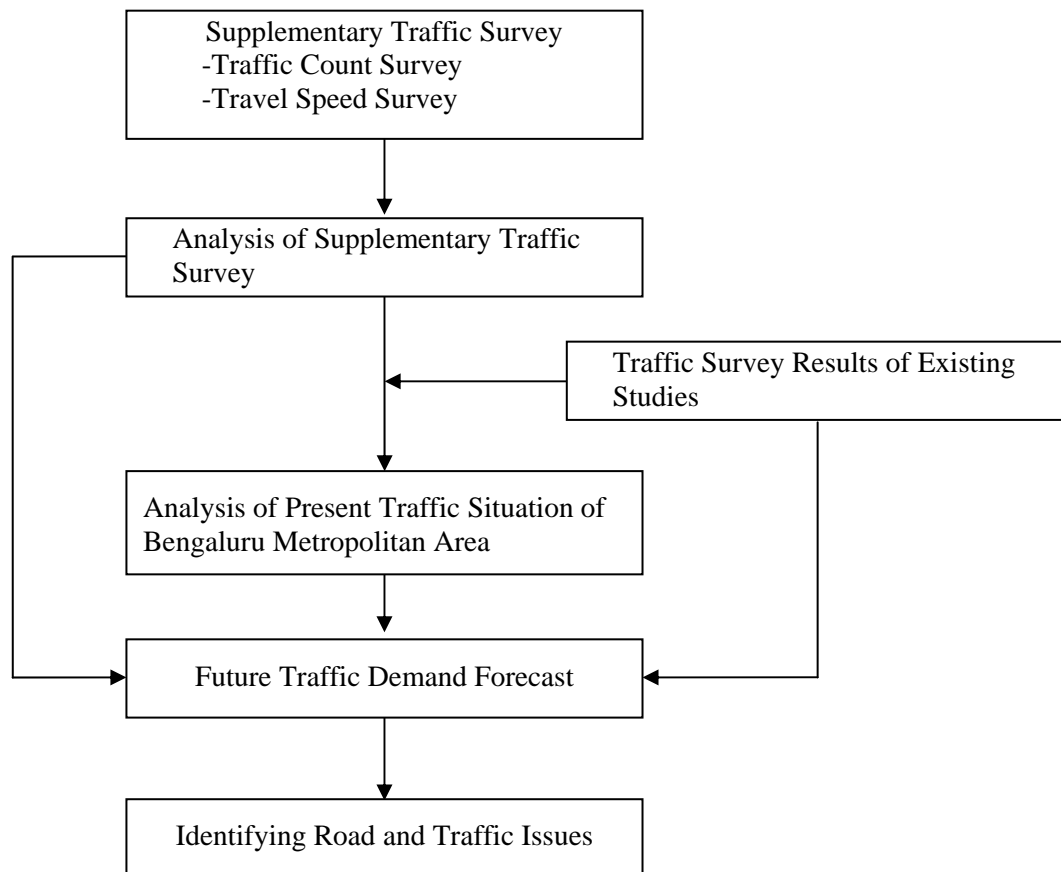 Supplementary Traffic Survey
-Traffic Count Survey
-Travel Speed Survey
Analysis of Supplementary Traffic
Survey
Traffic Survey Results of Existing
Studies
Analysis of Present Traffic Situation of
Bengaluru Metropolitan Area
Future Traffic Demand Forecast
Identifying Road and Traffic Issues